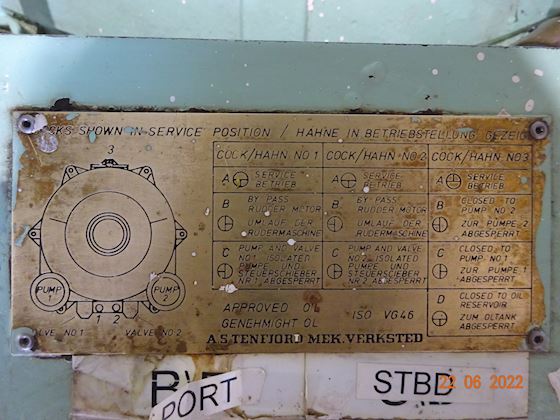 COCKS SHOWN IN SERVICE POSITION / HAHNE IN BETRIEBSTELLUNG GEZEIG
3
COCK/HAHN NO 1
A SERVICE
BETRIEB
B BY PASS
RUDDER MOTOR
UMLAUF DER
RUDERMASCHINE
C PUMP AND VALVE
NO 1 ISOLATED
PUMPE UND
STEUERSCHIEBER
NR 1 ABGESPERRT
COCK/HAHN NO 2
A SERVICE
BETRIEB
B BY PASS
RUDDER MOTOR
UMLAUF DER
RUDERMASCHINE
C PUMP AND VALVE
NO 2 ISOLATED
PUMPE UND
STEUERSCHIEBER
NR 2 ABGESPERRT
COCK/HAHN NO 3
A SERVICE
BETRIEB
B CLOSED TO
PUMP NO 2
ZUR PUMPE 2
ABGESPERRT
C CLOSED TO
PUMP NO 1
ZUR PUMPE 1
ABGESPERRT
D CLOSED TO OIL
RESERVOIR
ZUM OLTANK
ABGESPERRT
PUMP
1
PUMP
2
1 2
VALVE NO 1 VALVE NO 2
APPROVED OIL
GENEHMIGHT OL
ISO VG46
A.S.TENFJORD MEK.VERKSTED
PORT
STBD
22 06 2022